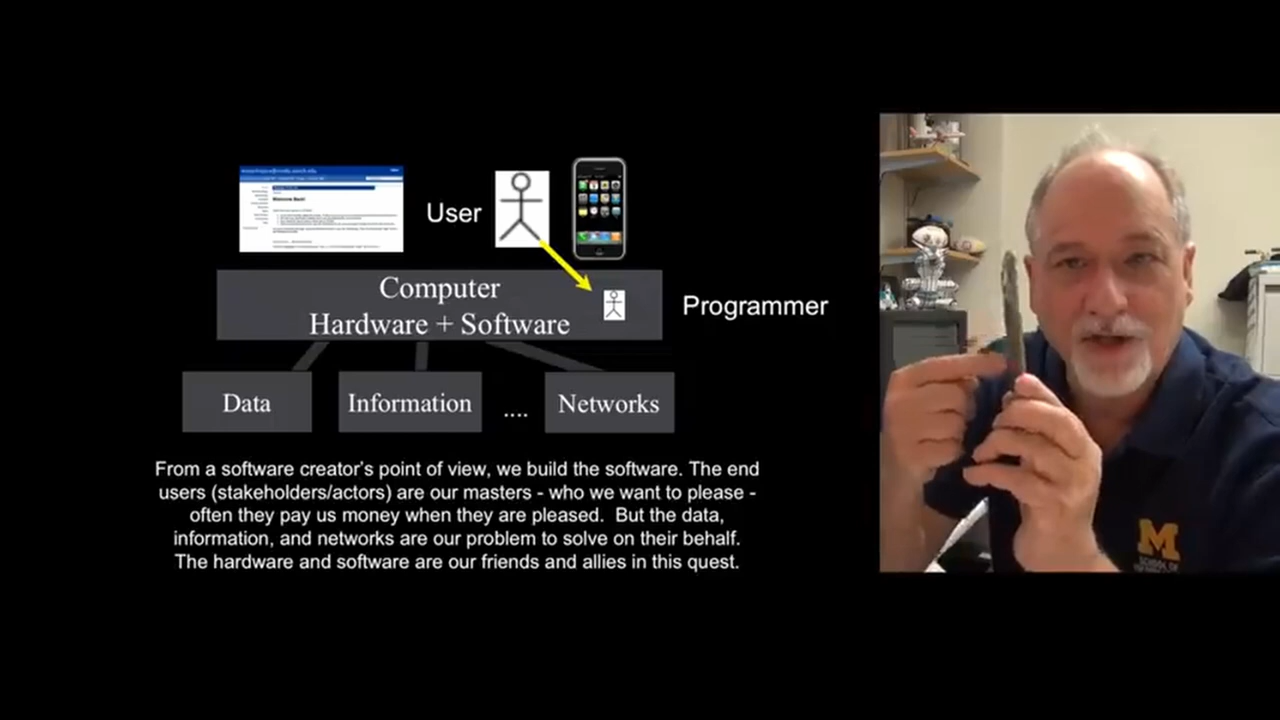 User
Computer
Hardware + Software
Programmer
Data
Information
....
Networks
From a software creator's point of view, we build the software. The end
users (stakeholders/actors) are our masters - who we want to please -
often they pay us money when they are pleased.  But the data,
information, and networks are our problem to solve on their behalf.
The hardware and software are our friends and allies in this quest.
M
SCHOOL OF